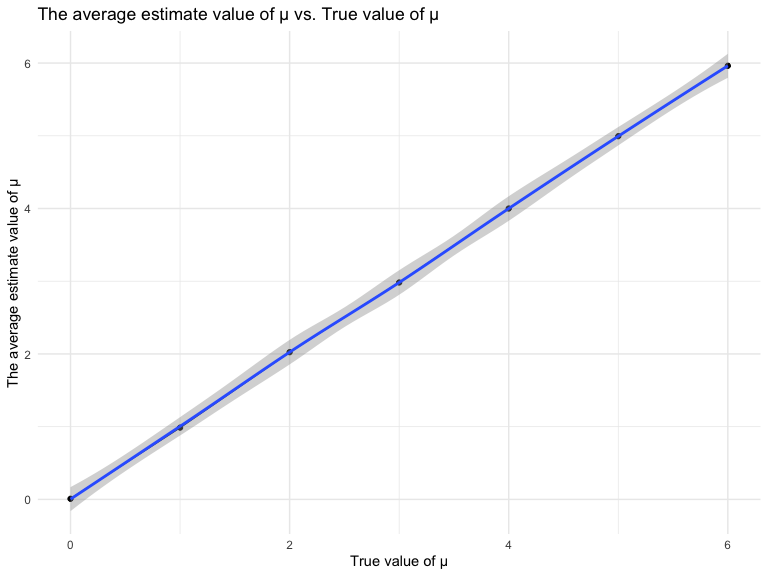 The average estimate value of μ vs. True value of μ
The average estimate value of μ
6
4
2
0
0 2 4 6
True value of μ